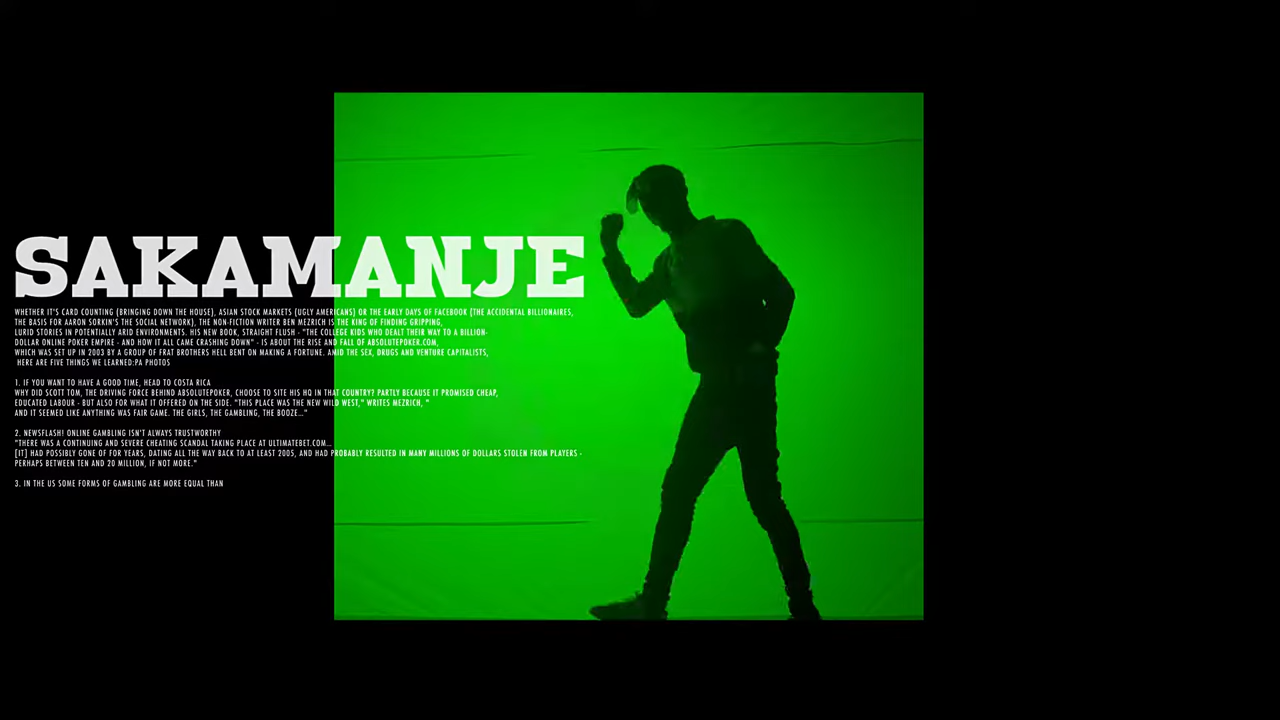 SAKAMANJE
WHETHER IT'S CARD COUNTING (BRINGING DOWN THE HOUSE), ASIAN STOCK MARKETS (UGLY AMERICANS) OR THE EARLY DAYS OF FACEBOOK (THE ACCIDENTAL BILLIONAIRES,
THE BASIS FOR AARON SORKIN'S THE SOCIAL NETWORK), THE NON-FICTION WRITER BEN MEZRICH IS THE KING OF FINDING GRIPPING,
LURID STORIES IN POTENTIALLY ARID ENVIRONMENTS. HIS NEW BOOK, STRAIGHT FLUSH - "THE COLLEGE KIDS WHO DEALT THEIR WAY TO A BILLION-
DOLLAR ONLINE POKER EMPIRE - AND HOW IT ALL CAME CRASHING DOWN" - IS ABOUT THE RISE AND FALL OF ABSOLUTEPOKER.COM,
WHICH WAS SET UP IN 2003 BY A GROUP OF FRAT BROTHERS HELL BENT ON MAKING A FORTUNE. AMID THE SEX, DRUGS AND VENTURE CAPITALISTS,
HERE ARE FIVE THINGS WE LEARNED:PA PHOTOS
1. IF YOU WANT TO HAVE A GOOD TIME, HEAD TO COSTA RICA
WHY DID SCOTT TOM, THE DRIVING FORCE BEHIND ABSOLUTEPOKER, CHOOSE TO SITE HIS HQ IN THAT COUNTRY? PARTLY BECAUSE IT PROMISED CHEAP,
EDUCATED LABOUR - BUT ALSO FOR WHAT IT OFFERED ON THE SIDE. "THIS PLACE WAS THE NEW WILD WEST," WRITES MEZRICH, "
AND IT SEEMED LIKE ANYTHING WAS FAIR GAME. THE GIRLS, THE GAMBLING, THE BOOZE..."
2. NEWSFLASH! ONLINE GAMBLING ISN'T ALWAYS TRUSTWORTHY
"THERE WAS A CONTINUING AND SEVERE CHEATING SCANDAL TAKING PLACE AT ULTIMATEBET.COM...
[IT] HAD POSSIBLY GONE OF FOR YEARS, DATING ALL THE WAY BACK TO AT LEAST 2005, AND HAD PROBABLY RESULTED IN MANY MILLIONS OF DOLLARS STOLEN FROM PLAYERS -
PERHAPS BETWEEN TEN AND 20 MILLION, IF NOT MORE."
3. IN THE US SOME FORMS OF GAMBLING ARE MORE EQUAL THAN